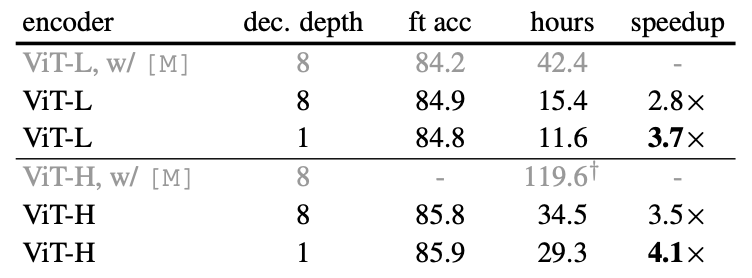 encoder dec. depth ft acc hours speedup
ViT-L, w/ [M] 8 84.2 42.4 -
ViT-L 8 84.9 15.4 2.8×
ViT-L 1 84.8 11.6 3.7×
ViT-H, w/ [M] 8 - 119.6† -
ViT-H 8 85.8 34.5 3.5×
ViT-H 1 85.9 29.3 4.1×